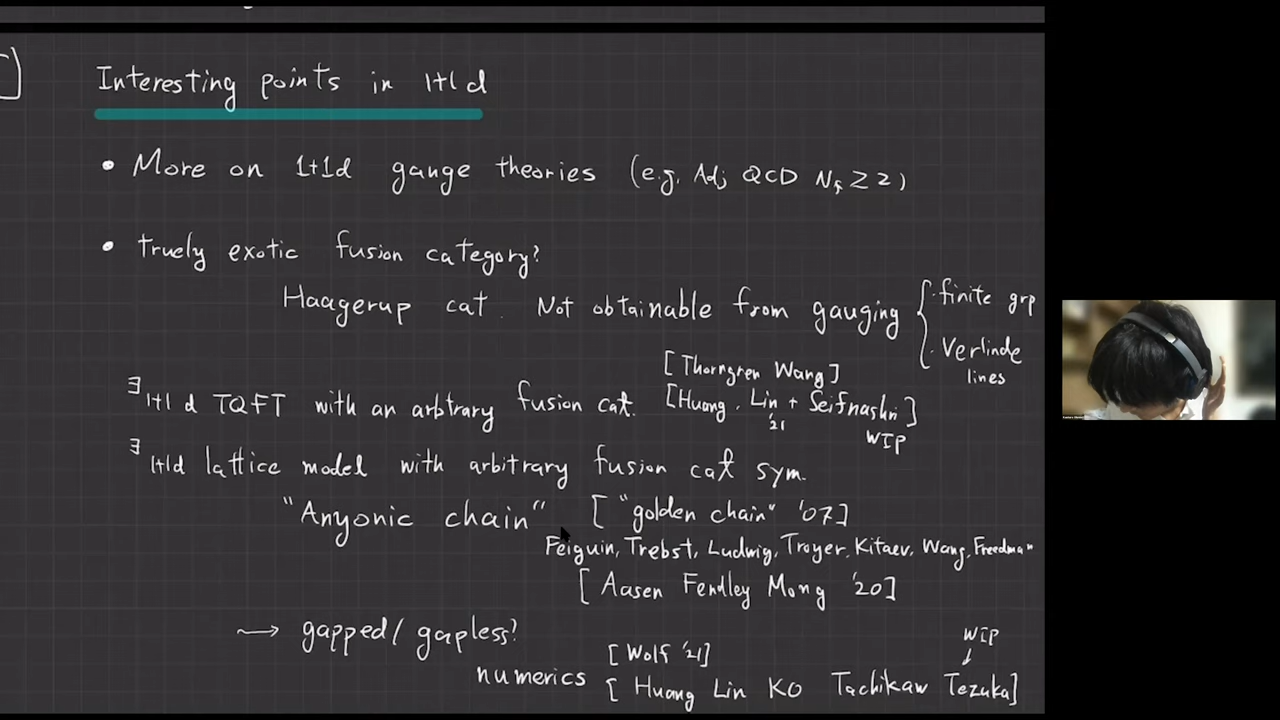 Interesting points in 1+1 d
• More on 1+1d gauge theories (e.g. Adj QCD Nf ≥ 2)
• truely exotic fusion category?
Haagerup cat. Not obtainable from gauging { · finite grp
· Verlinde lines
[Thorngren Wang]
∃ 1+1 d TQFT with an arbtrary fusion cat. [Huang, Lin + Seifnashri]
'21
WIP
∃ 1+1d lattice model with arbitrary fusion cat sym.
"Anyonic chain" ["golden chain" '07]
Feiguin, Trebst, Ludwig, Troyer, Kitaev, Wang, Freedman
[Aasen Fendley Mong '20]
→ gapped/ gapless?
WIP
↓
numerics [Wolf '21]
[Huang Lin KO Tachikaw Tezuka]